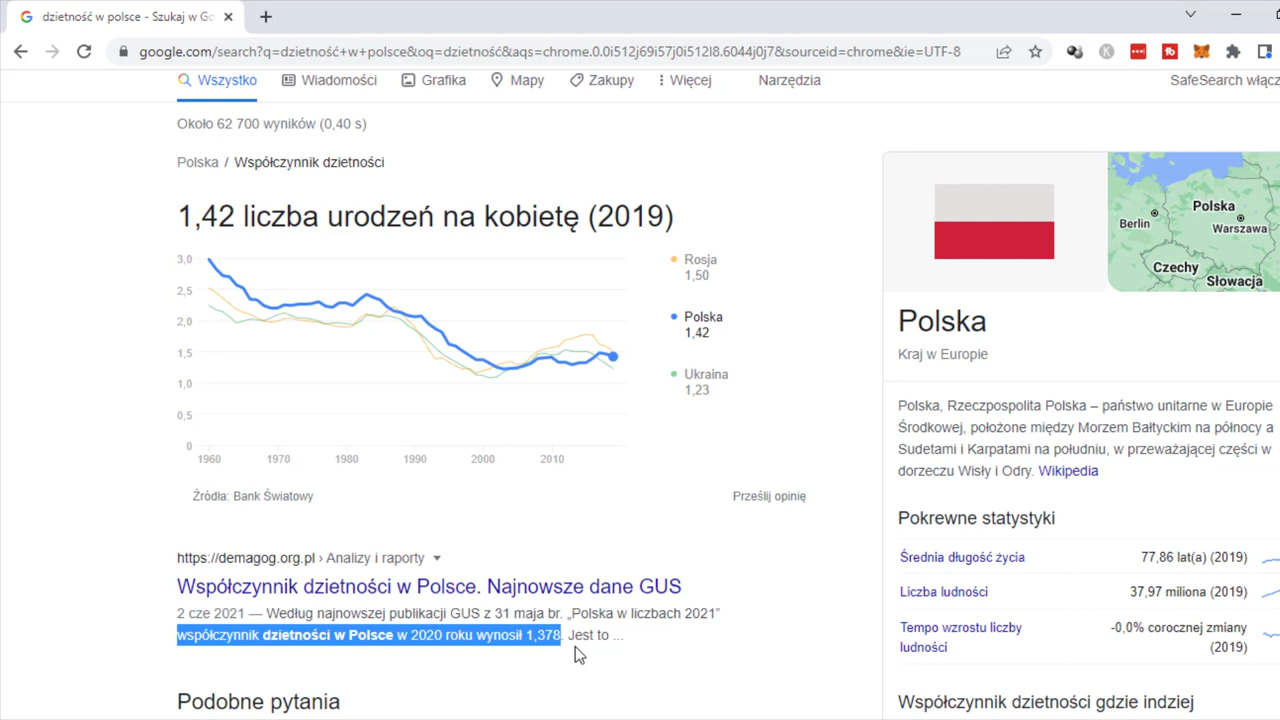 dzietność w polsce - Szukaj w Go
google.com/search?q=dzietność+w+polsce&oq=dzietność&aqs=chrome.0.0i512j69i57j0i512l8.6044j0j7&sourceid=chrome&ie=UTF-8
Wszystko Wiadomości Grafika Mapy Zakupy Więcej Narzędzia SafeSearch włącz
Około 62 700 wyników (0,40 s)
Polska / Współczynnik dzietności
1,42 liczba urodzeń na kobietę (2019)
3,0
2,5
2,0
1,5
1,0
0,5
0
1960 1970 1980 1990 2000 2010
Rosja
1,50
Polska
1,42
Ukraina
1,23
Źródła: Bank Światowy Prześlij opinię
https://demagog.org.pl › Analizy i raporty
Współczynnik dzietności w Polsce. Najnowsze dane GUS
2 cze 2021 — Według najnowszej publikacji GUS z 31 maja br. „Polska w liczbach 2021”
współczynnik dzietności w Polsce w 2020 roku wynosił 1,378. Jest to ...
Podobne pytania
Polska
Berlin
Warszawa
Czechy
Słowacja
Polska
Kraj w Europie
Polska, Rzeczpospolita Polska – państwo unitarne w Europie
Środkowej, położone między Morzem Bałtyckim na północy a
Sudetami i Karpatami na południu, w przeważającej części w
dorzeczu Wisły i Odry. Wikipedia
Pokrewne statystyki
Średnia długość życia 77,86 lat(a) (2019)
Liczba ludności 37,97 miliona (2019)
Tempo wzrostu liczby -0,0% corocznej zmiany
ludności (2019)
Współczynnik dzietności gdzie indziej